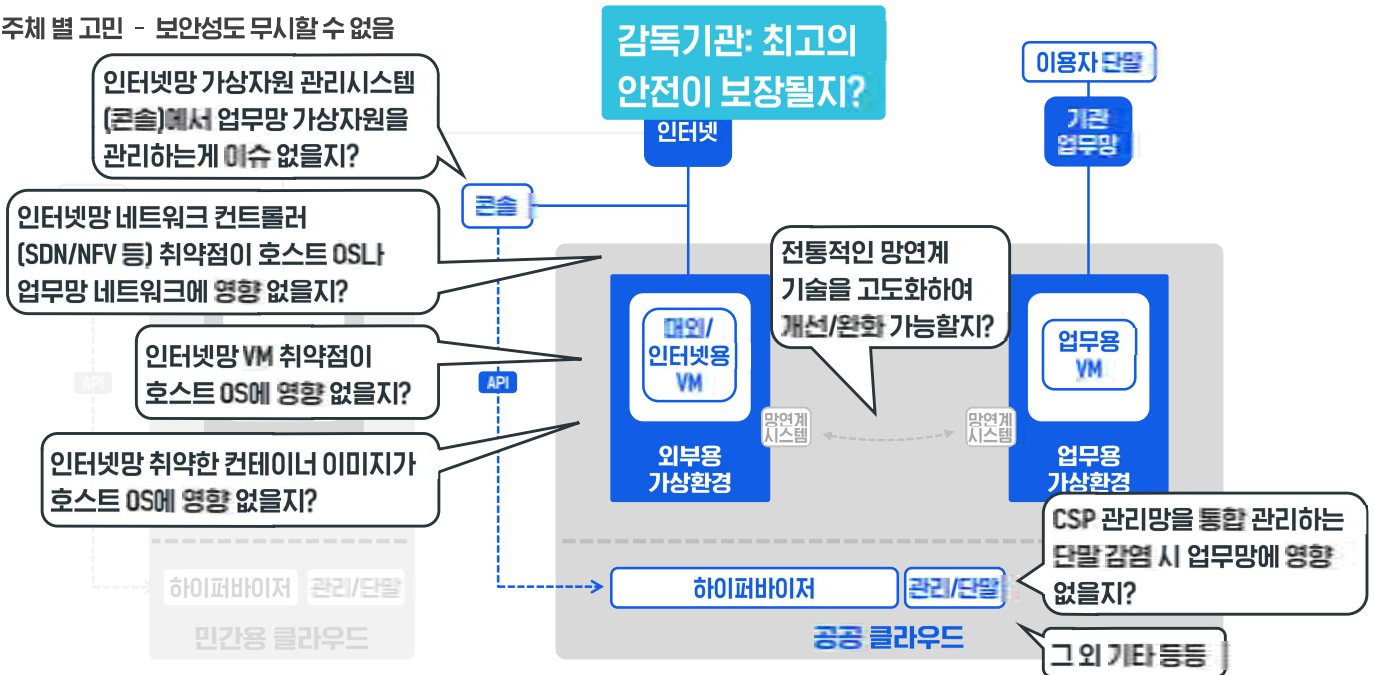 주체 별 고민 - 보안성도 무시할 수 없음
감독기관: 최고의
안전이 보장될지?
인터넷
이용자 단말
기관
업무망
인터넷망 가상자원 관리시스템
(콘솔)에서 업무망 가상자원을
관리하는게 이슈 없을지?
콘솔
인터넷망 네트워크 컨트롤러
(SDN/NFV 등) 취약점이 호스트 OS나
업무망 네트워크에 영향 없을지?
전통적인 망연계
기술을 고도화하여
개선/완화 가능할지?
인터넷망 VM 취약점이
호스트 OS에 영향 없을지?
API
API
대외/
인터넷용
VM
업무용
VM
망연계
시스템
망연계
시스템
외부용
가상환경
업무용
가상환경
인터넷망 취약한 컨테이너 이미지가
호스트 OS에 영향 없을지?
CSP 관리망을 통합 관리하는
단말 감염 시 업무망에 영향
없을지?
하이퍼바이저
관리/단말
하이퍼바이저
관리/단말
민간용 클라우드
공공 클라우드
그 외 기타 등등